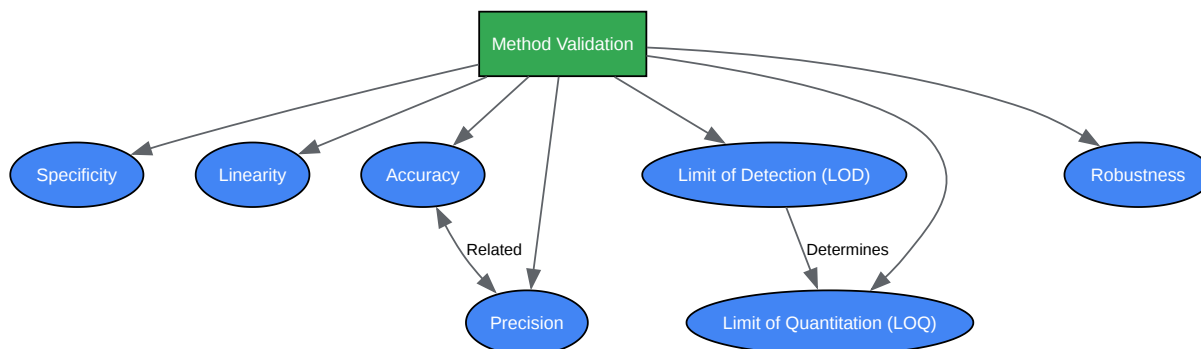 Method Validation
Specificity
Linearity
Accuracy
Limit of Detection (LOD)
Robustness
Related
Determines
Precision
Limit of Quantitation (LOQ)